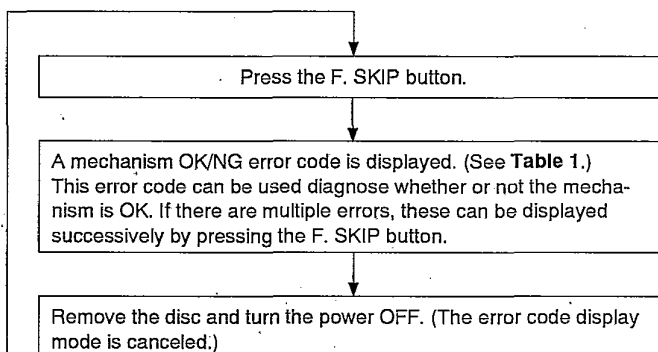 Press the F. SKIP button.
A mechanism OK/NG error code is displayed. (See Table 1.)
This error code can be used diagnose whether or not the mecha-
nism is OK. If there are multiple errors, these can be displayed
successively by pressing the F. SKIP button.
Remove the disc and turn the power OFF. (The error code display
mode is canceled.)